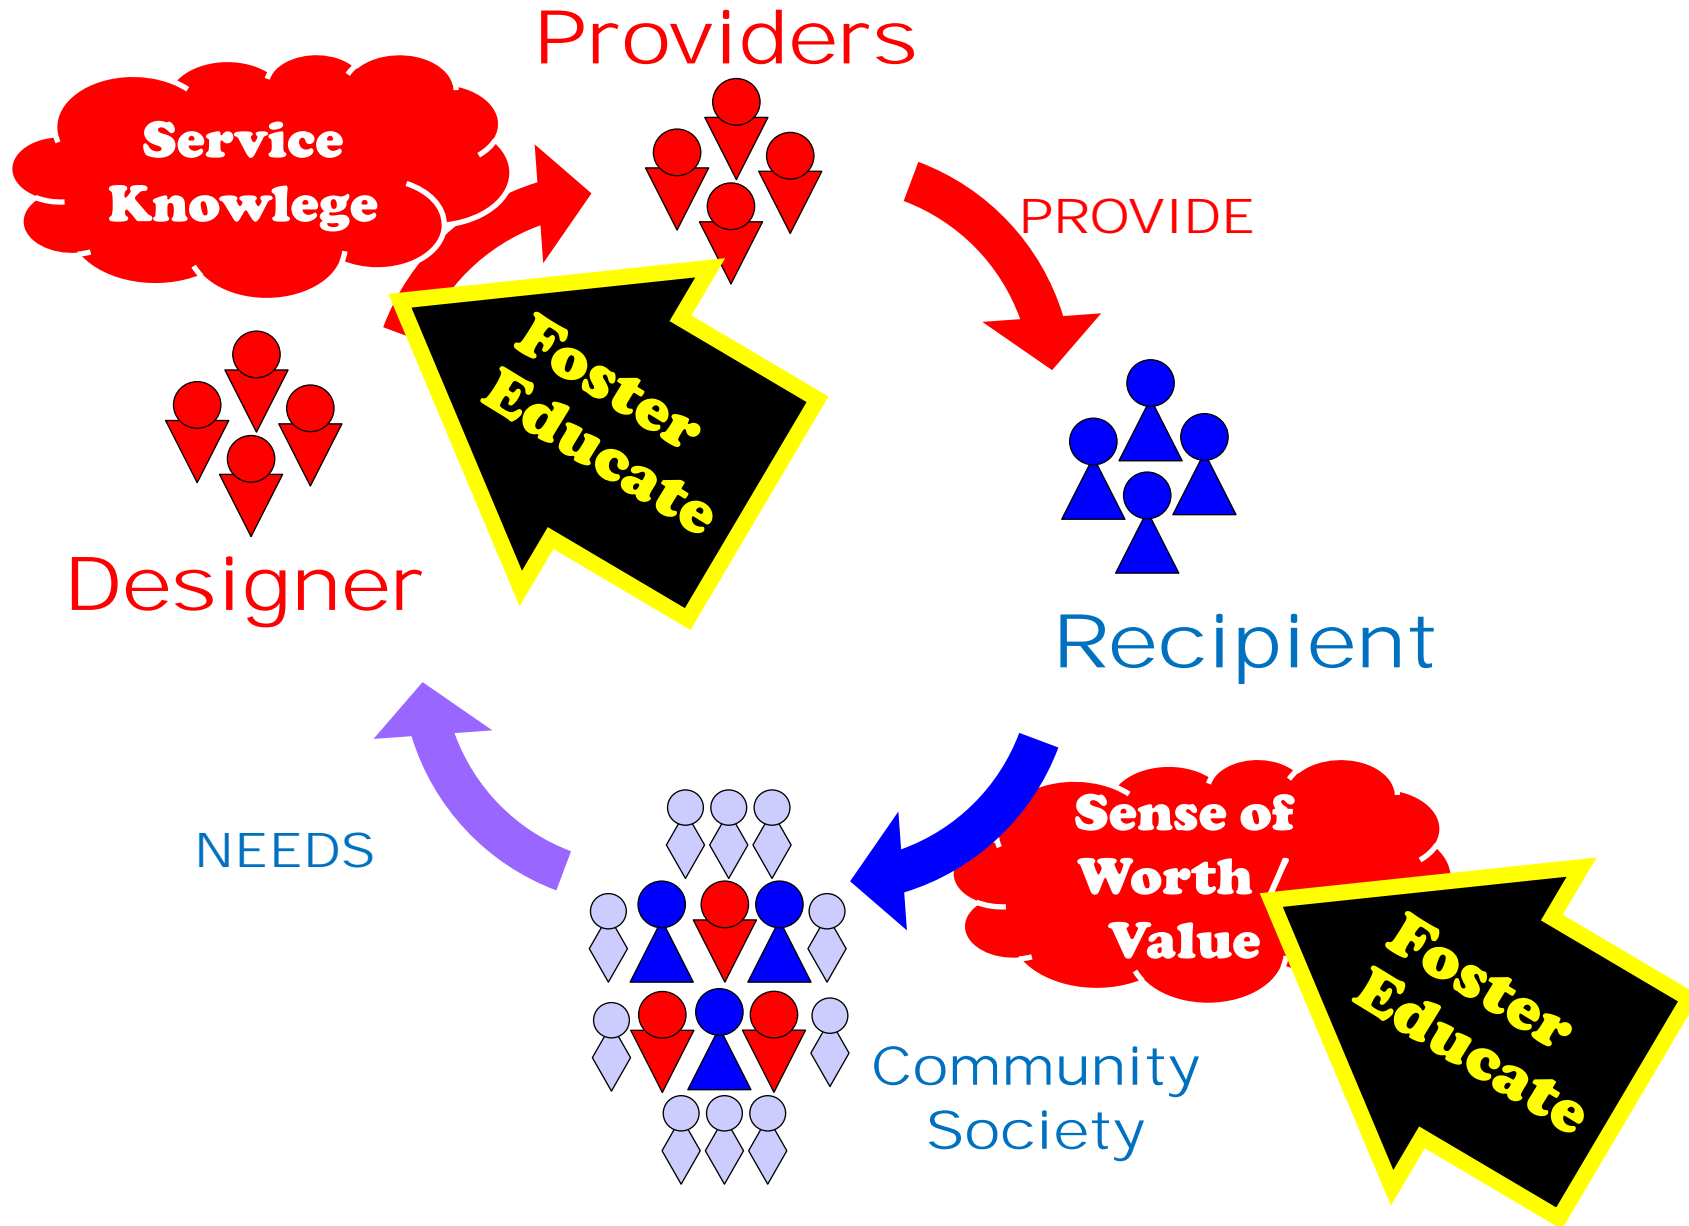 Providers
Service
Knowlege
PROVIDE
Foster
Educate
Designer
Recipient
NEEDS
Sense of
Worth /
Value
Foster
Educate
Community
Society